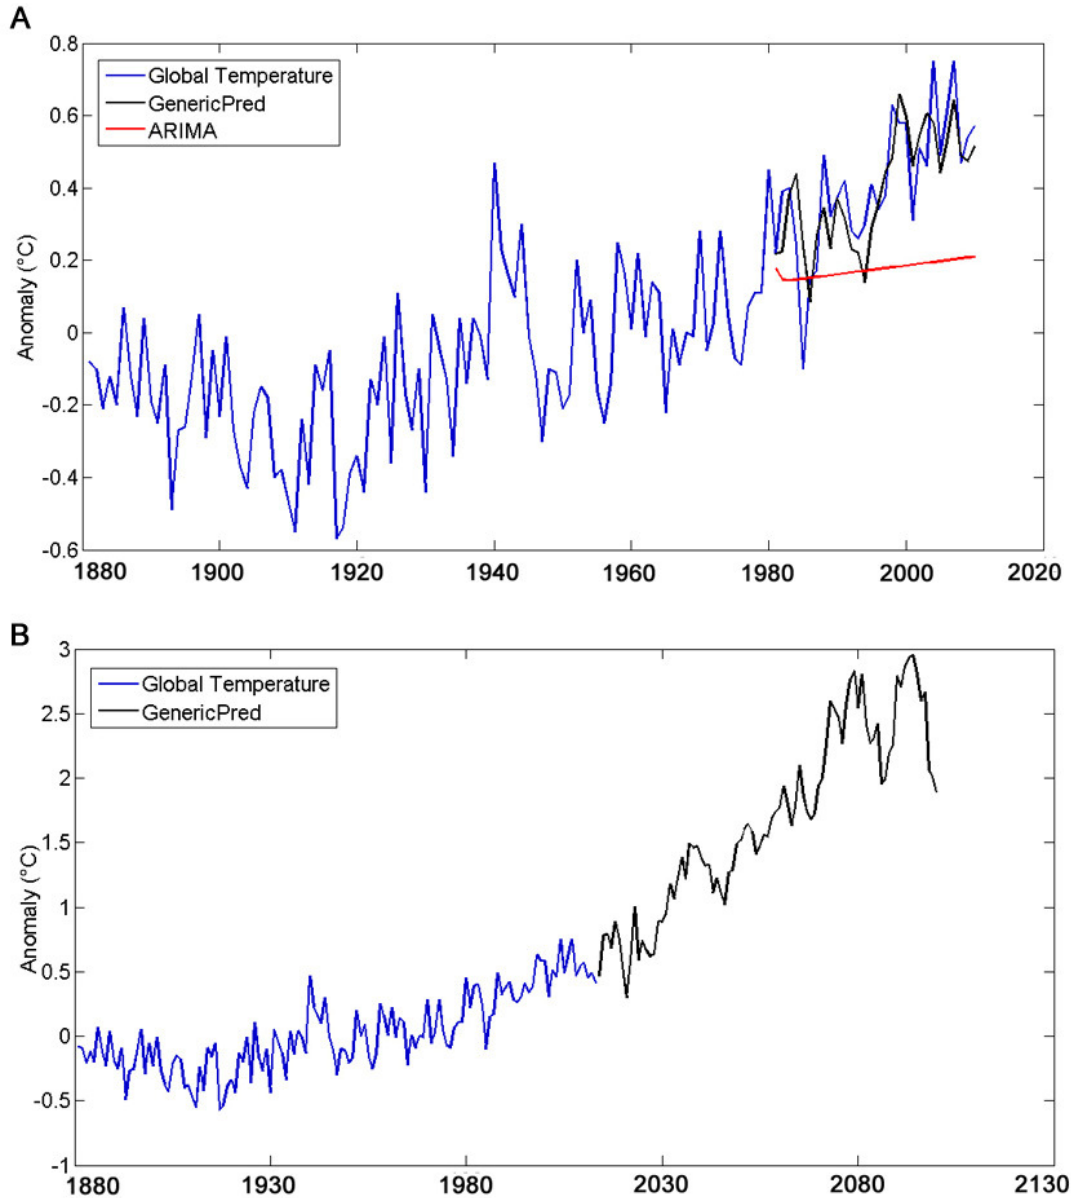 A
0.8
Global Temperature
GenericPred
ARIMA
0.6
0.4
0.2
0
-0.2
-0.4
-0.6
Anomaly (°C)
1880 1900 1920 1940 1960 1980 2000 2020
B
3
Global Temperature
GenericPred
2.5
2
1.5
1
0.5
0
-0.5
-1
Anomaly (°C)
1880 1930 1980 2030 2080 2130